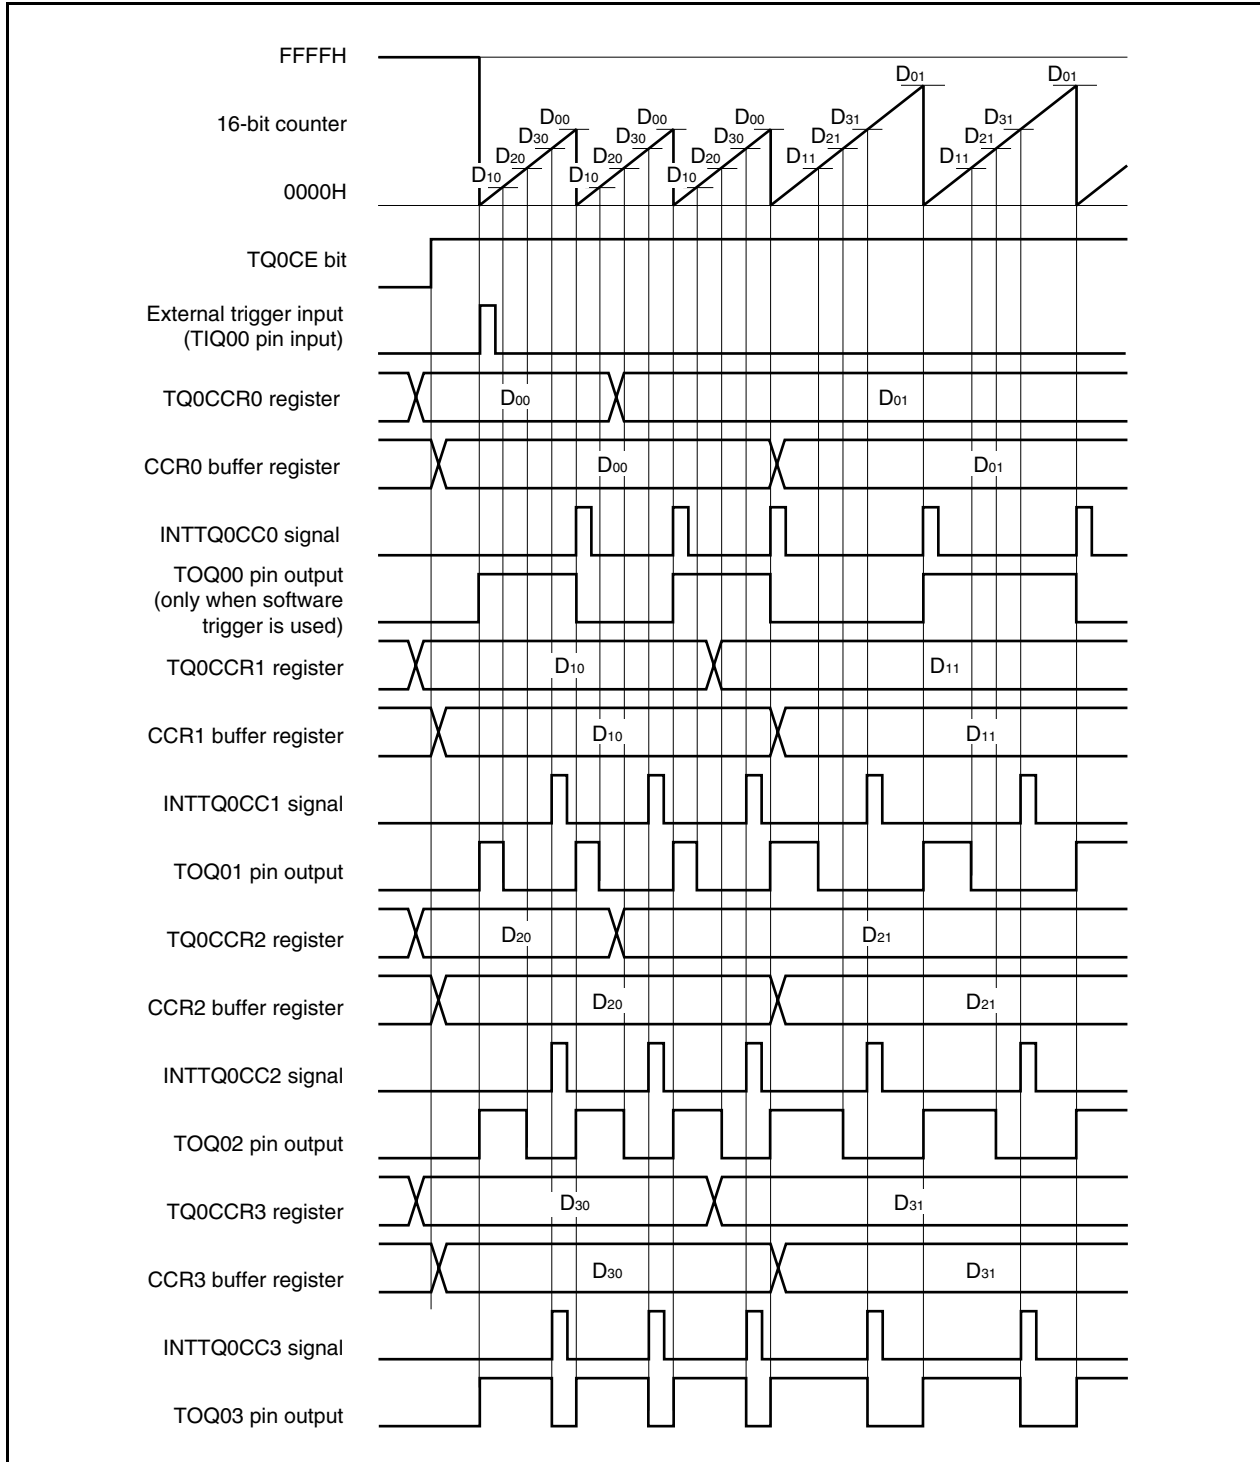 FFFFH
D01 D01
16-bit counter
D00 D00 D00 D31 D31
D30 D30 D30 D21 D21
D20 D20 D20 D11 D11
D10 D10 D10
0000H
TQ0CE bit
External trigger input
(TIQ00 pin input)
TQ0CCR0 register D00 D01
CCR0 buffer register D00 D01
INTTQ0CC0 signal
TOQ00 pin output
(only when software
trigger is used)
TQ0CCR1 register D10 D11
CCR1 buffer register D10 D11
INTTQ0CC1 signal
TOQ01 pin output
TQ0CCR2 register D20 D21
CCR2 buffer register D20 D21
INTTQ0CC2 signal
TOQ02 pin output
TQ0CCR3 register D30 D31
CCR3 buffer register D30 D31
INTTQ0CC3 signal
TOQ03 pin output